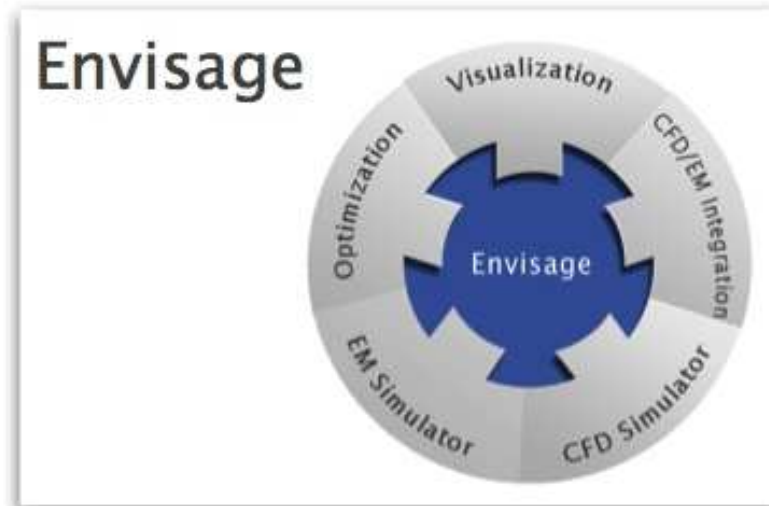 Envisage
Visualization
CFD/EM Integration
CFD Simulator
EM Simulator
Optimization
Envisage